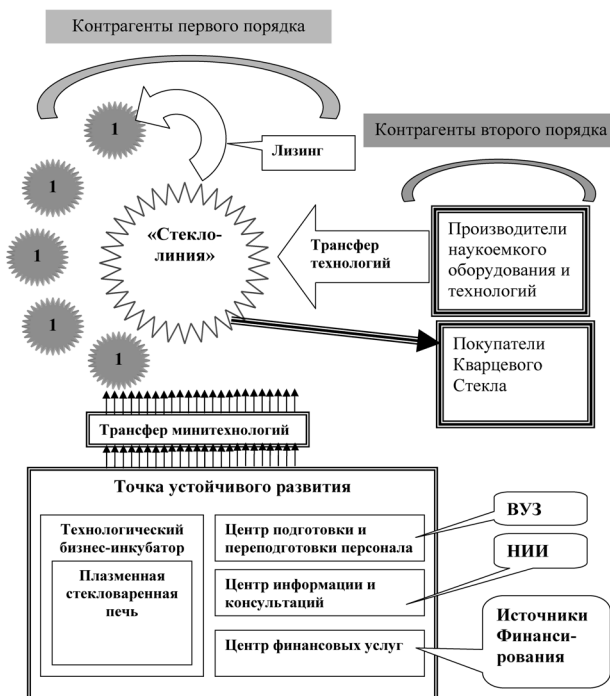 Контрагенты первого порядка
1
Контрагенты второго порядка
Лизинг
1
«Стекло-
линия»
1
Трансфер
технологий
Производители
наукоемкого
оборудования и
технологий
1
1
Покупатели
Кварцевого
Стекла
Трансфер минитехнологий
Точка устойчивого развития
Технологический
бизнес-инкубатор
Плазменная
стекловаренная
печь
Центр подготовки и
переподготовки персонала
Центр информации и
консультаций
Центр финансовых услуг
ВУЗ
НИИ
Источники
Финанси-
рования